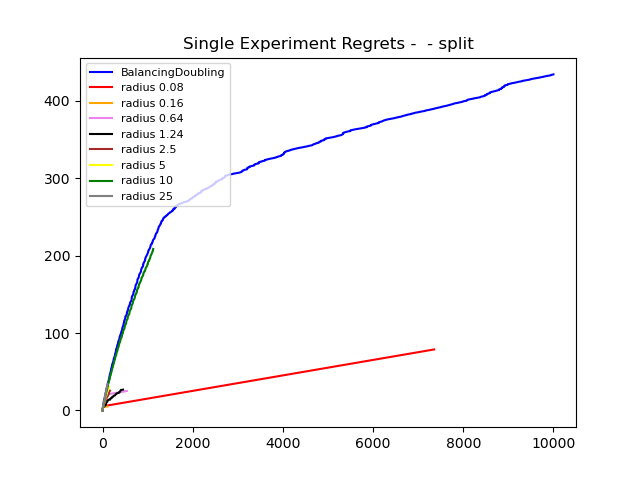 Single Experiment Regrets -  - split
BalancingDoubling
radius 0.08
radius 0.16
radius 0.64
radius 1.24
radius 2.5
radius 5
radius 10
radius 25
400
300
200
100
0
0 2000 4000 6000 8000 10000